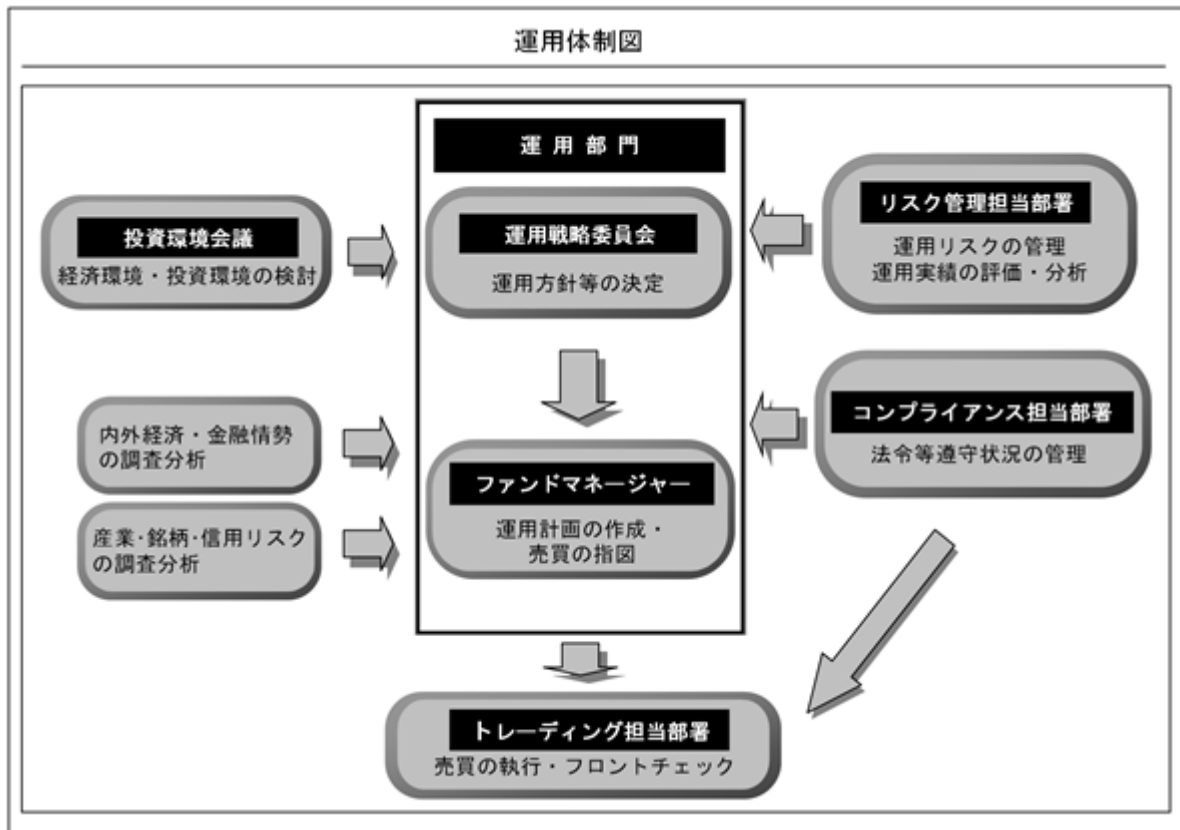 運用体制図
運用部門
投資環境会議
経済環境・投資環境の検討
運用戦略委員会
運用方針等の決定
リスク管理担当部署
運用リスクの管理
運用実績の評価・分析
内外経済・金融情勢
の調査分析
産業・銘柄・信用リスク
の調査分析
ファンドマネージャー
運用計画の作成・
売買の指図
コンプライアンス担当部署
法令等遵守状況の管理
トレーディング担当部署
売買の執行・フロントチェック